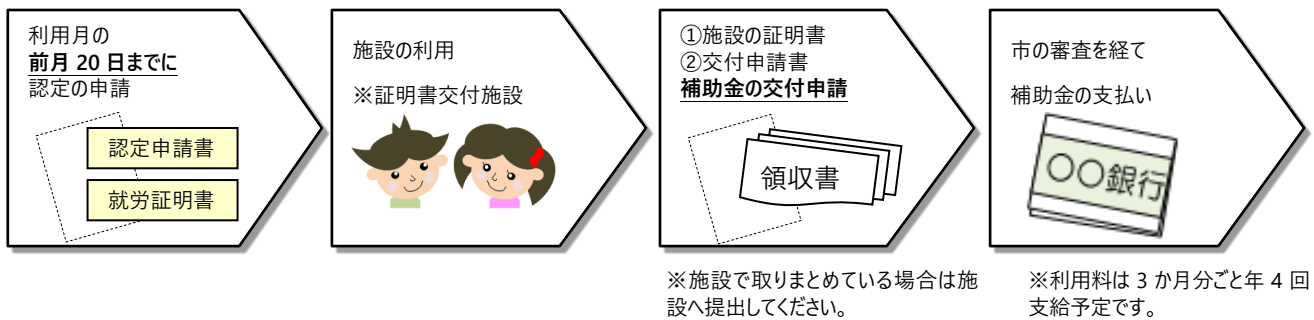 利用月の
前月 20 日までに
認定の申請
認定申請書
就労証明書
施設の利用
※証明書交付施設
①施設の証明書
②交付申請書
補助金の交付申請
領収書
※施設で取りまとめている場合は施
設へ提出してください。
市の審査を経て
補助金の支払い
〇〇銀行
※利用料は 3 か月分ごと年 4 回
支給予定です。